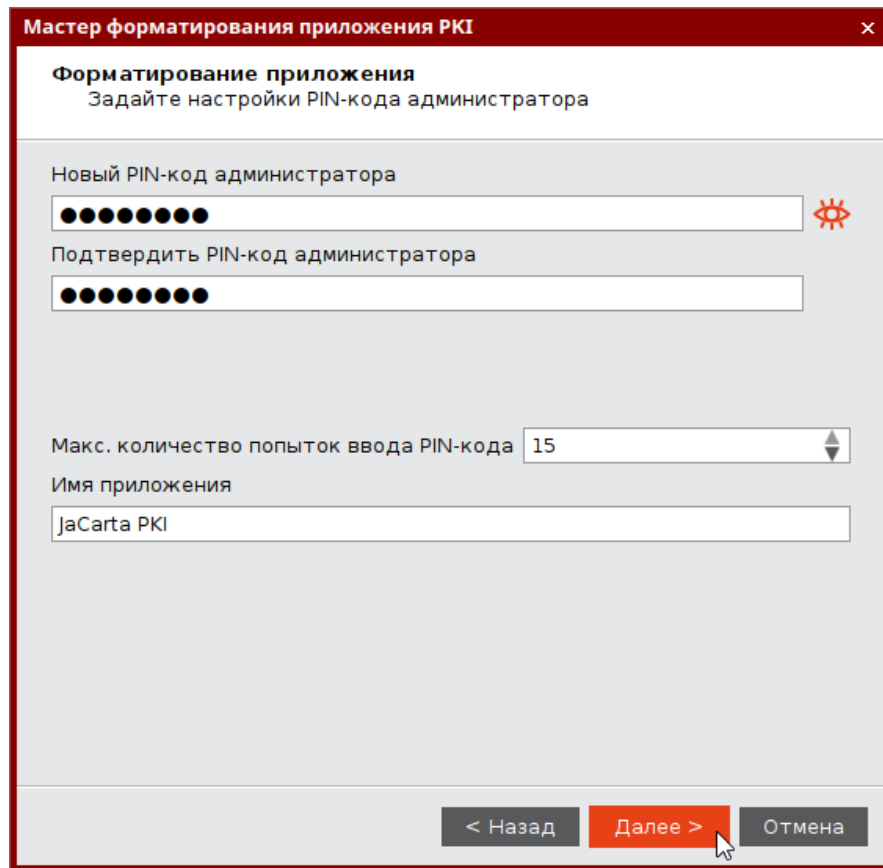 Мастер форматирования приложения PKI
Форматирование приложения
Задайте настройки PIN-кода администратора
Новый PIN-код администратора
●●●●●●●●
Подтвердить PIN-код администратора
●●●●●●●●
Макс. количество попыток ввода PIN-кода 15
Имя приложения
JaCarta PKI
< Назад Далее > Отмена